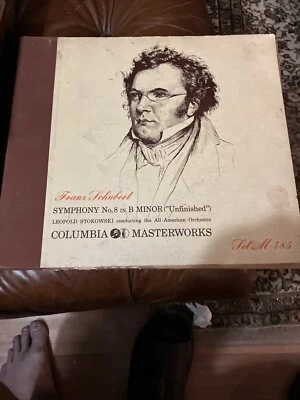 Franz Schubert
SYMPHONY No. 8 IN B MINOR ("Unfinished")
LEOPOLD STOKOWSKI conducting the All-American Orchestra
COLUMBIA MASTERWORKS
Set M-485